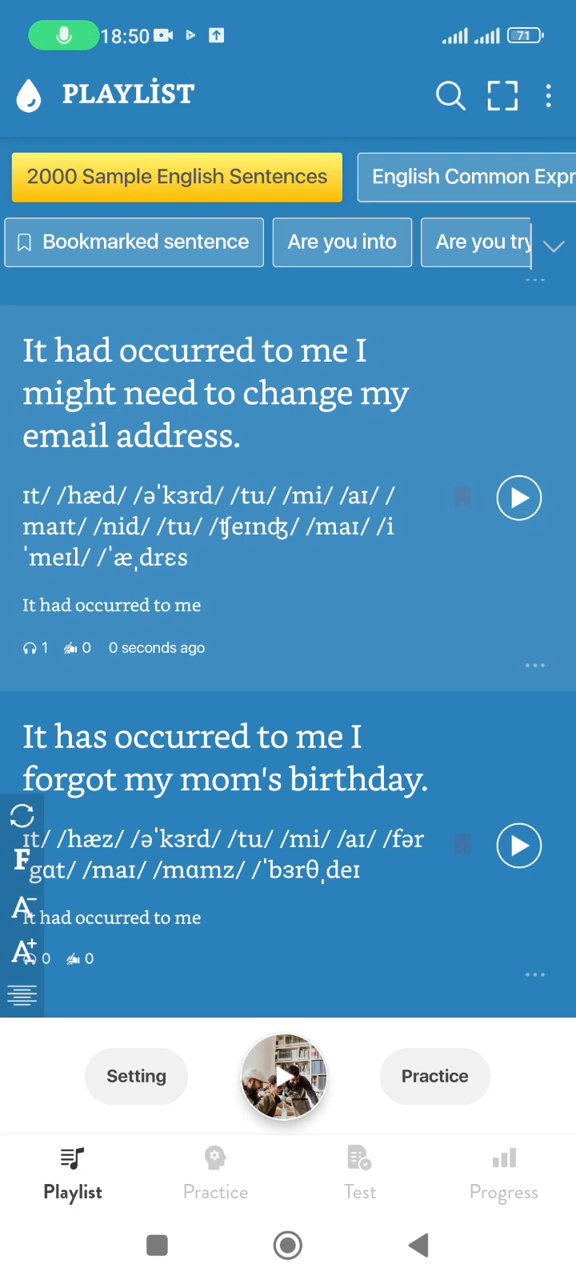 18:50
71
PLAYLİST
2000 Sample English Sentences
English Common Expr
Bookmarked sentence
Are you into
Are you try
It had occurred to me I
might need to change my
email address.
ɪt/ /hæd/ /əˈkɜrd/ /tu/ /mi/ /aɪ/ /
maɪt/ /nid/ /tu/ /ʧeɪnʤ/ /maɪ/ /i
ˈmeɪl/ /ˈæˌdrɛs
It had occurred to me
1 0 0 seconds ago
It has occurred to me I
forgot my mom's birthday.
ɪt/ /hæz/ /əˈkɜrd/ /tu/ /mi/ /aɪ/ /fər
ˈgɑt/ /maɪ/ /mɑmz/ /ˈbɜrθˌdeɪ
It had occurred to me
0 0
F
A-
A+
Setting
Practice
Playlist
Practice
Test
Progress